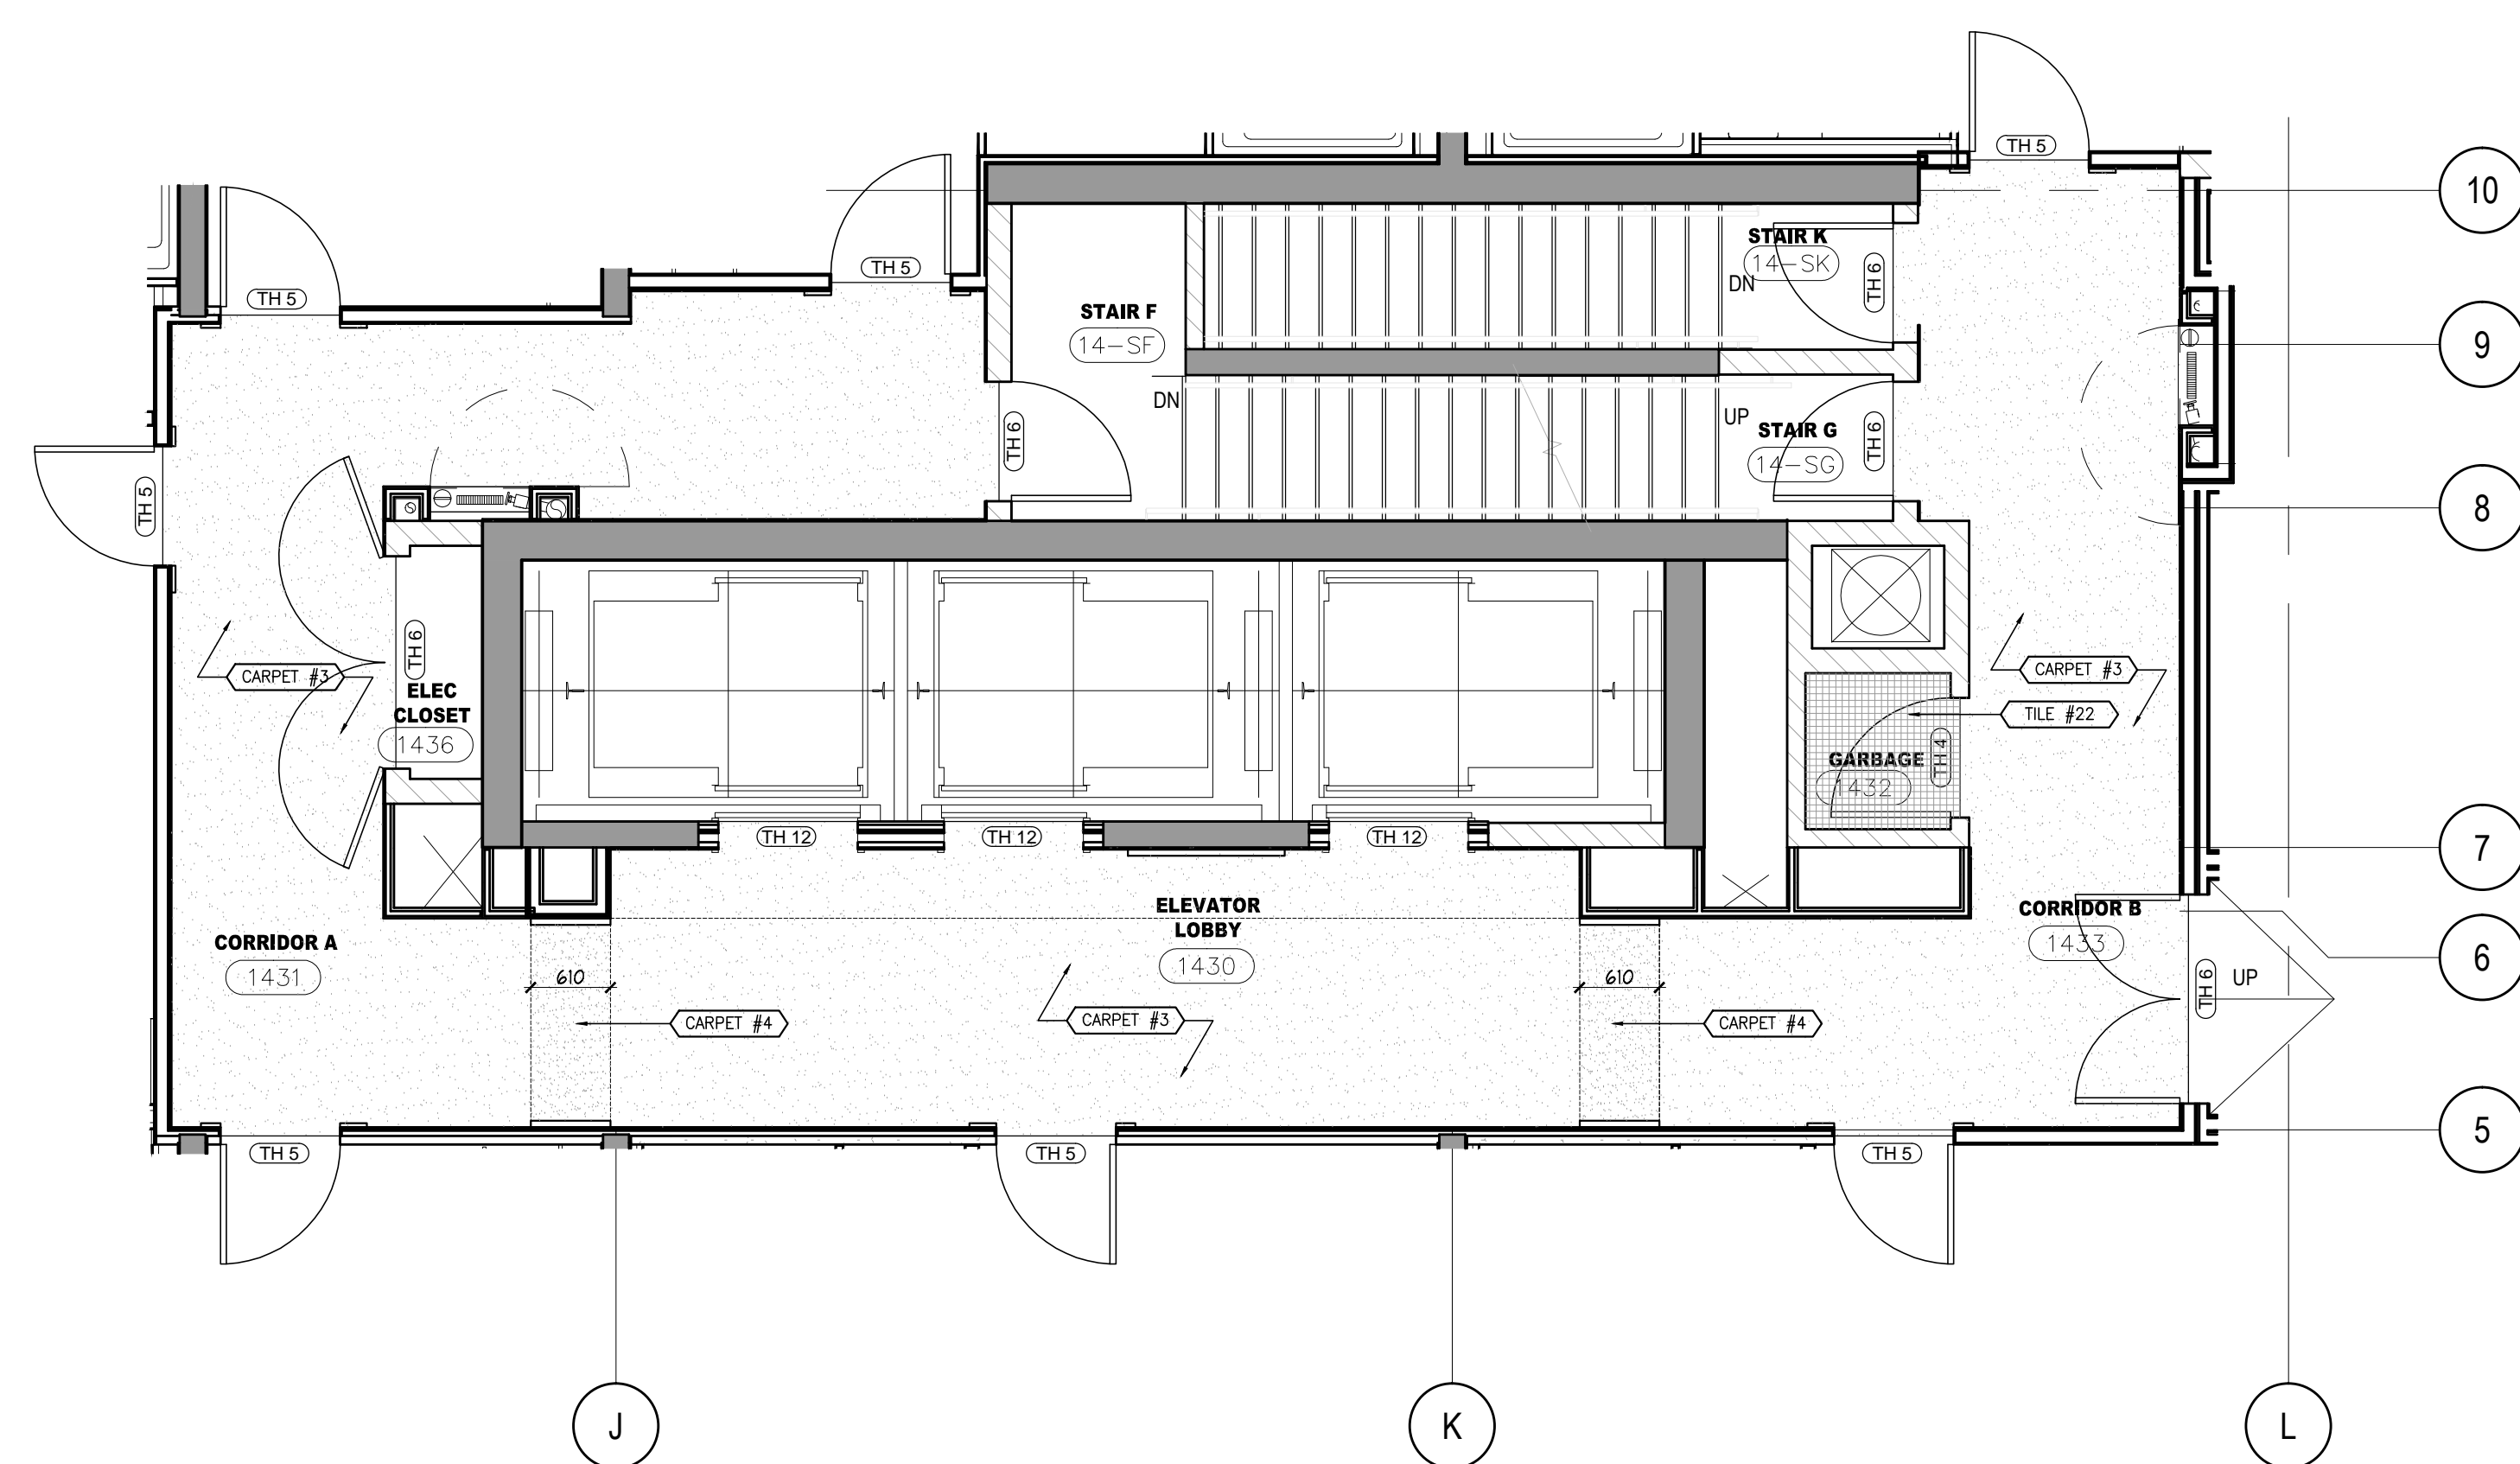 TH 5
10
STAIR K
14-SK
TH 6
DN
TH 5
TH 5
STAIR F
14-SF
9
DN
UP
STAIR G
14-SG
TH 6
TH 6
TH 5
8
TH 6
CARPET #3
ELEC
CLOSET
1436
CARPET #3
TILE #22
GARBAGE
1432
TH 4
TH 12
TH 12
TH 12
7
ELEVATOR
LOBBY
1430
CORRIDOR A
1431
CORRIDOR B
1433
6
610
610
TH 6
UP
CARPET #4
CARPET #3
CARPET #4
5
TH 5
TH 5
TH 5
J
K
L